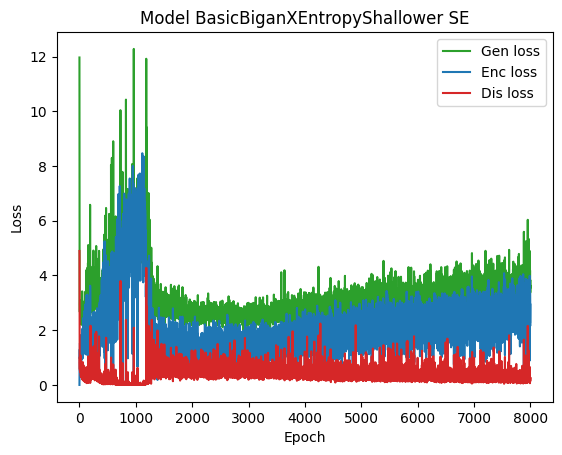 Model BasicBiganXEntropyShallower SE
Gen loss
Enc loss
Dis loss
12
10
8
6
4
2
0
Loss
0 1000 2000 3000 4000 5000 6000 7000 8000
Epoch